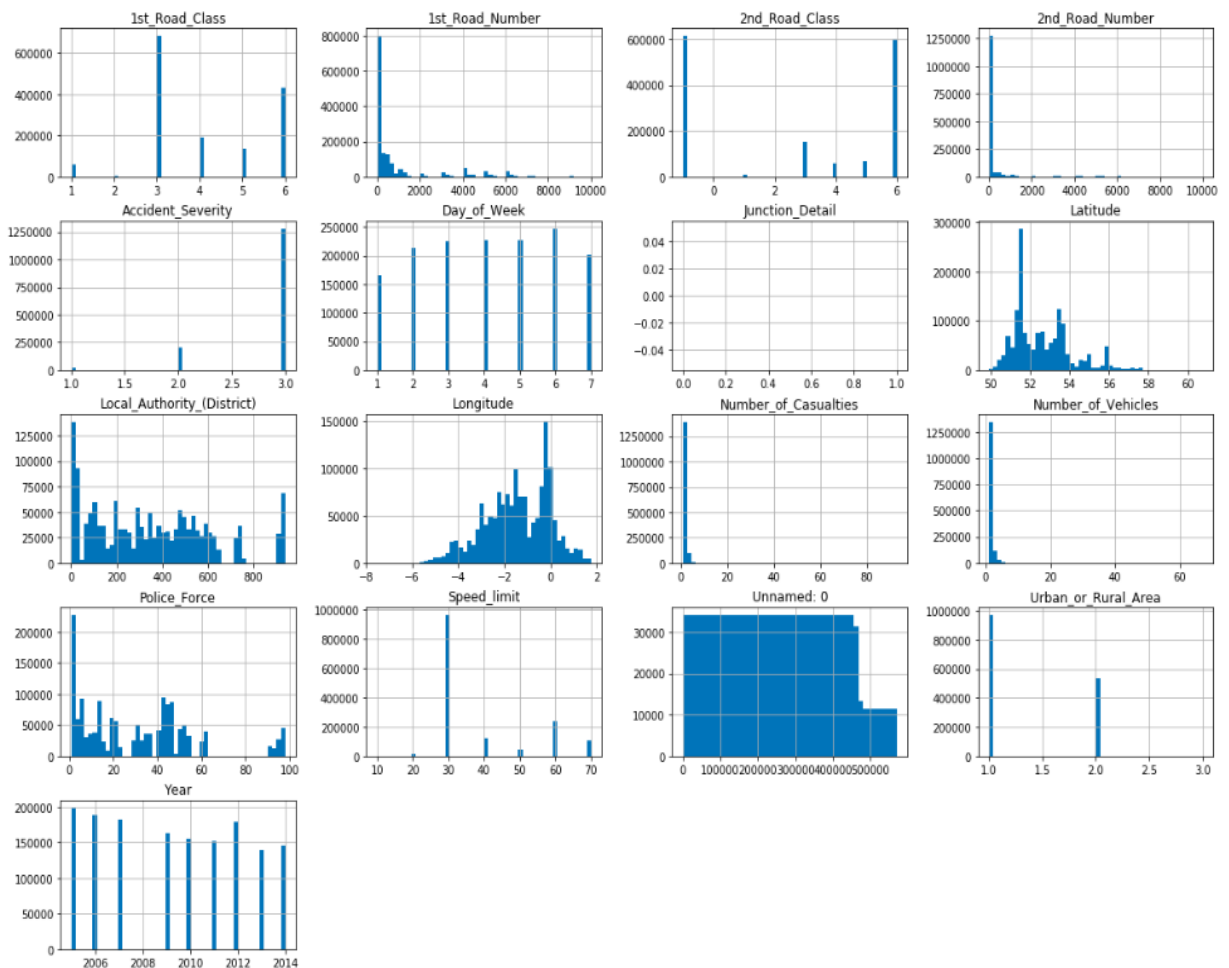 1st_Road_Class 1st_Road_Number 2nd_Road_Class 2nd_Road_Number
600000 400000 200000 0
1 2 3 4 5 6
800000 600000 400000 200000 0
0 2000 4000 6000 8000 10000
600000 400000 200000 0
0 2 4 6
1250000 1000000 750000 500000 250000 0
0 2000 4000 6000 8000 10000
Accident_Severity Day_of_Week Junction_Detail Latitude
1250000 1000000 750000 500000 250000 0
1.0 1.5 2.0 2.5 3.0
250000 200000 150000 100000 50000 0
1 2 3 4 5 6 7
0.04 0.02 0.00 −0.02 −0.04
0.0 0.2 0.4 0.6 0.8 1.0
300000 200000 100000 0
50 52 54 56 58 60
Local_Authority_(District) Longitude Number_of_Casualties Number_of_Vehicles
125000 100000 75000 50000 25000 0
0 200 400 600 800
150000 100000 50000 0
−8 −6 −4 −2 0 2
1250000 1000000 750000 500000 250000 0
0 20 40 60 80
1250000 1000000 750000 500000 250000 0
0 20 40 60
Police_Force Speed_limit Unnamed: 0 Urban_or_Rural_Area
200000 150000 100000 50000 0
0 20 40 60 80 100
1000000 800000 600000 400000 200000 0
10 20 30 40 50 60 70
30000 20000 10000 0
0 100000 200000 300000 400000 500000
1000000 800000 600000 400000 200000 0
1.0 1.5 2.0 2.5 3.0
Year
200000 150000 100000 50000 0
2006 2008 2010 2012 2014